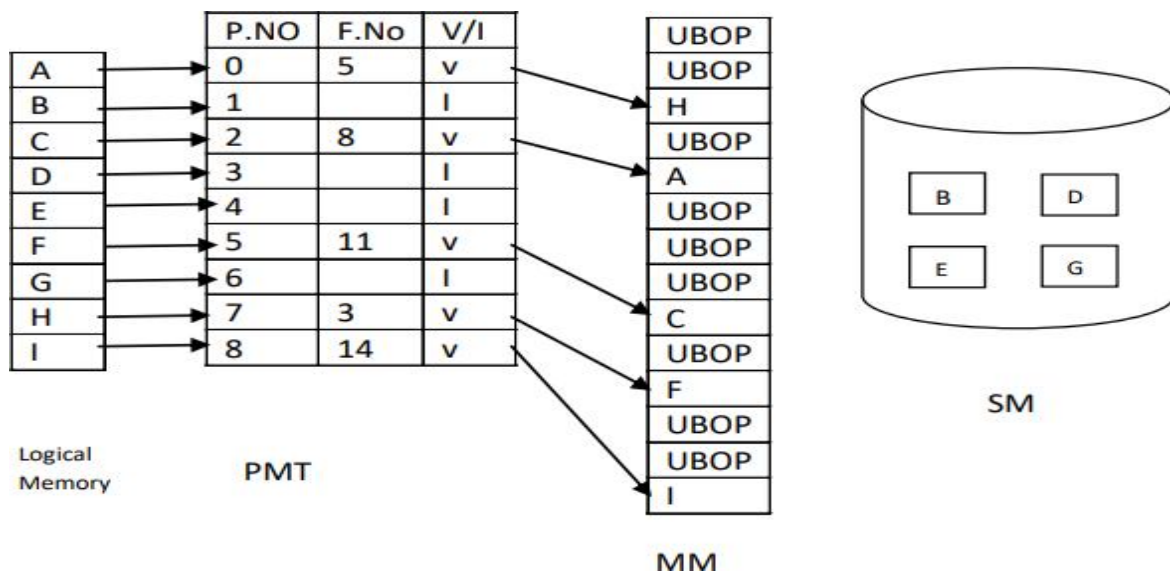 P.NO F.No V/I
0 5 v
1 I
2 8 v
3 I
4 I
5 11 v
6 I
7 3 v
8 14 v
A
B
C
D
E
F
G
H
I
Logical
Memory
PMT
UBOP
UBOP
H
UBOP
A
UBOP
UBOP
UBOP
C
UBOP
F
UBOP
UBOP
I
MM
B D
E G
SM